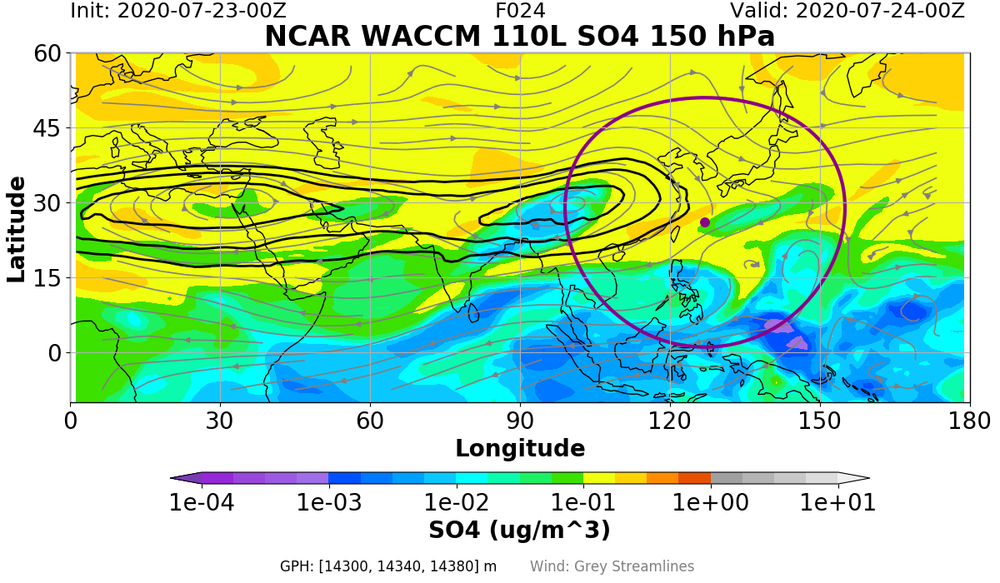 Init: 2020-07-23-00Z F024 Valid: 2020-07-24-00Z
NCAR WACCM 110L SO4 150 hPa
60
45
30
15
0
Latitude
0 30 60 90 120 150 180
Longitude
1e-04 1e-03 1e-02 1e-01 1e+00 1e+01
SO4 (ug/m^3)
GPH: [14300, 14340, 14380] m Wind: Grey Streamlines